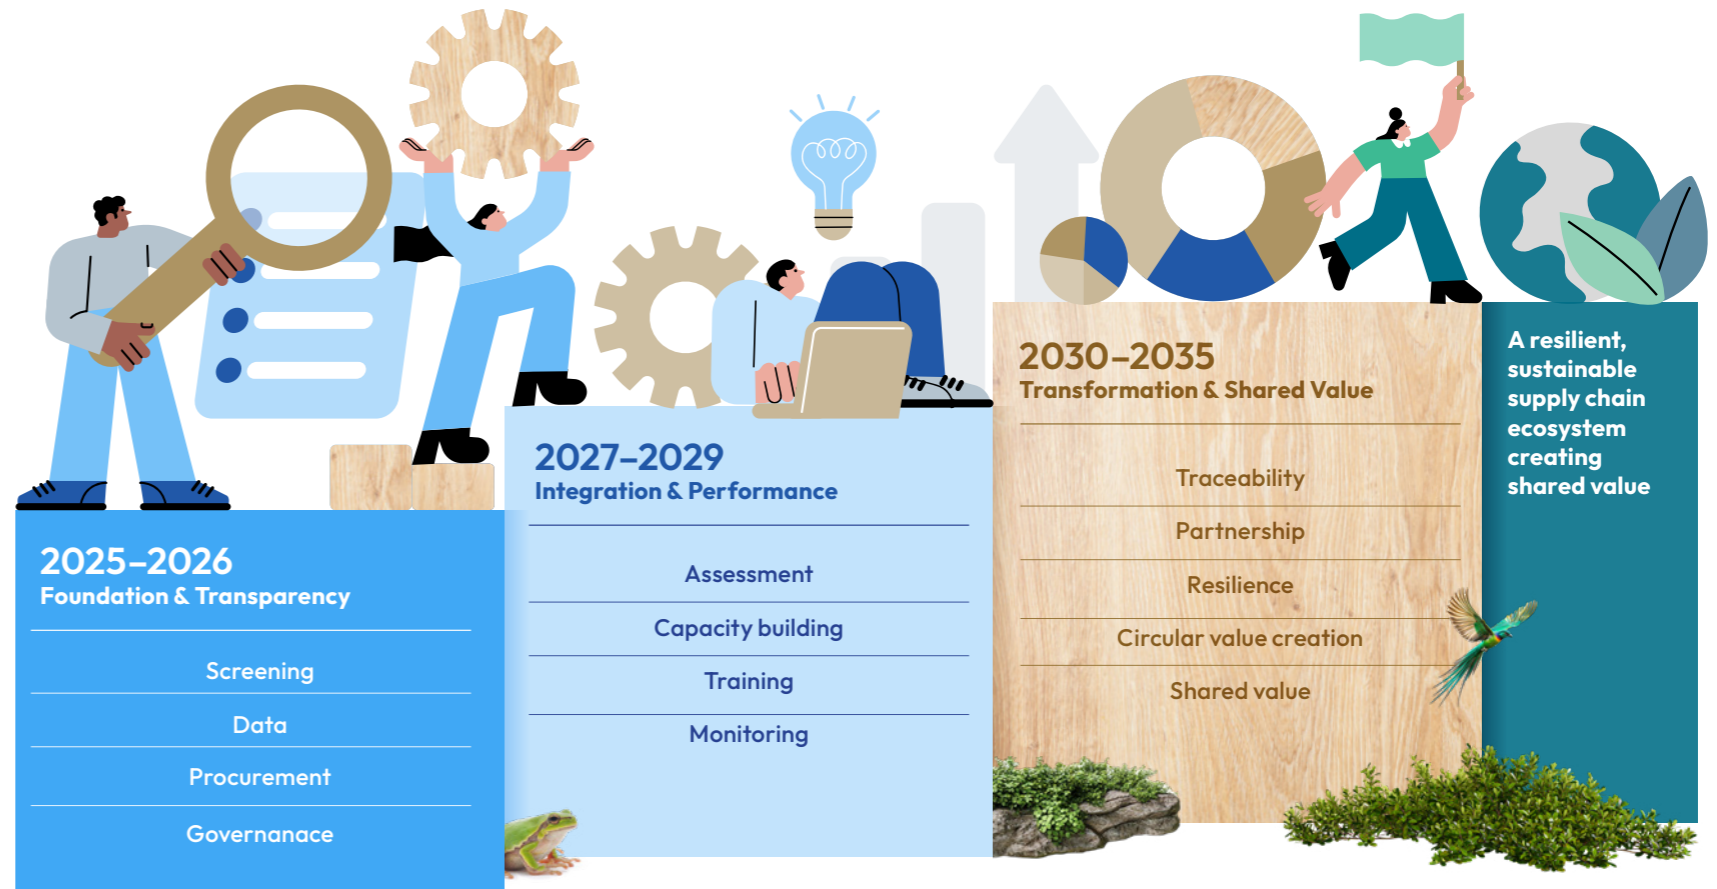 2025–2026
Foundation & Transparency
Screening
Data
Procurement
Governanace
2027–2029
Integration & Performance
Assessment
Capacity building
Training
Monitoring
2030–2035
Transformation & Shared Value
Traceability
Partnership
Resilience
Circular value creation
Shared value
A resilient,
sustainable
supply chain
ecosystem
creating
shared value